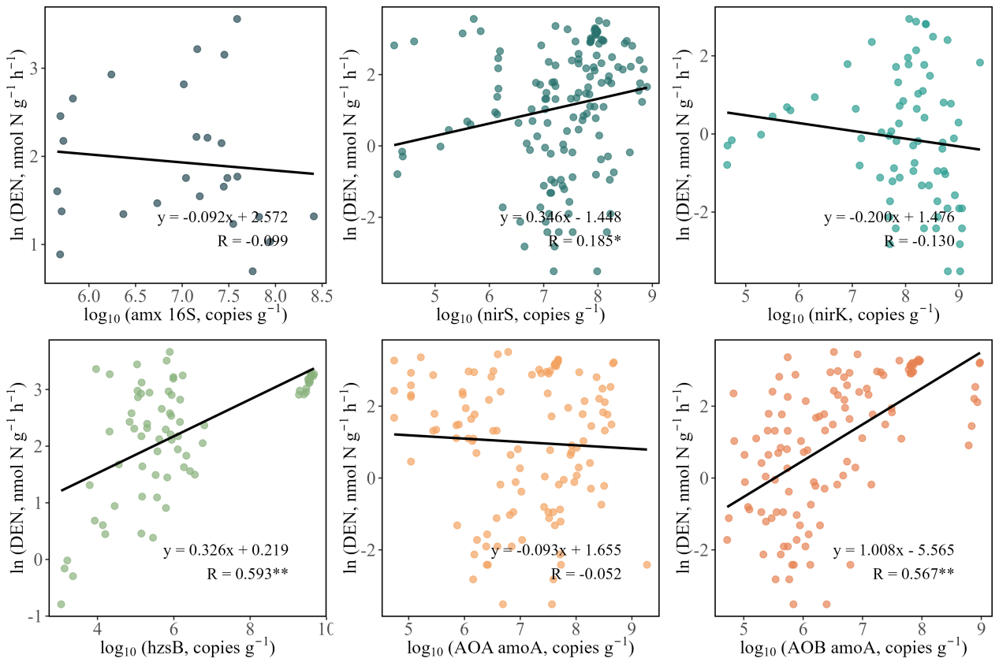 ln (DEN, nmol N g⁻¹ h⁻¹)
3
2
1
y = -0.092x + 2.572
R = -0.099
6.0 6.5 7.0 7.5 8.0 8.5
log₁₀ (amx 16S, copies g⁻¹)
ln (DEN, nmol N g⁻¹ h⁻¹)
2
0
-2
y = 0.346x - 1.448
R = 0.185*
5 6 7 8 9
log₁₀ (nirS, copies g⁻¹)
ln (DEN, nmol N g⁻¹ h⁻¹)
2
0
-2
y = -0.200x + 1.476
R = -0.130
5 6 7 8 9
log₁₀ (nirK, copies g⁻¹)
ln (DEN, nmol N g⁻¹ h⁻¹)
3
2
1
0
-1
y = 0.326x + 0.219
R = 0.593**
4 6 8 10
log₁₀ (hzsB, copies g⁻¹)
ln (DEN, nmol N g⁻¹ h⁻¹)
2
0
-2
y = -0.093x + 1.655
R = -0.052
5 6 7 8 9
log₁₀ (AOA amoA, copies g⁻¹)
ln (DEN, nmol N g⁻¹ h⁻¹)
2
0
-2
y = 1.008x - 5.565
R = 0.567**
5 6 7 8 9
log₁₀ (AOB amoA, copies g⁻¹)